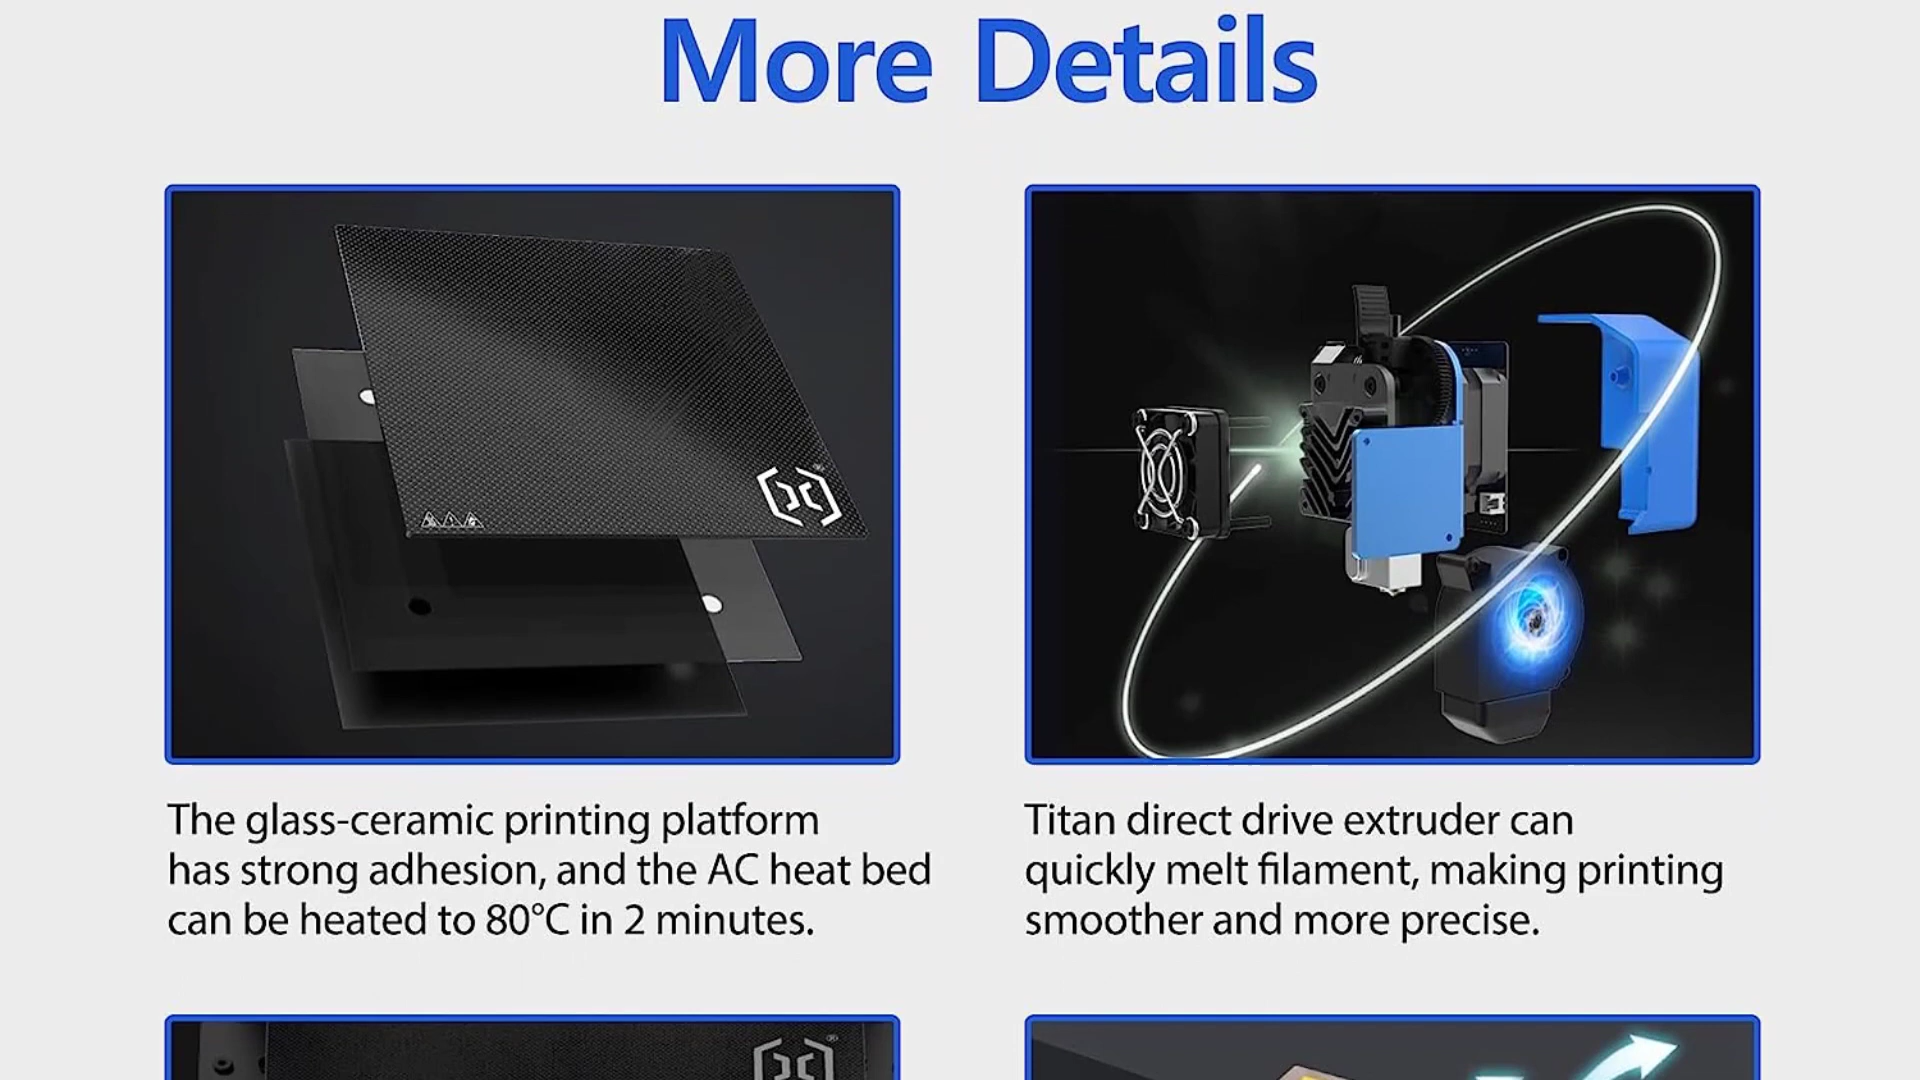 More Details
The glass-ceramic printing platform
has strong adhesion, and the AC heat bed
can be heated to 80°C in 2 minutes.
Titan direct drive extruder can
quickly melt filament, making printing
smoother and more precise.